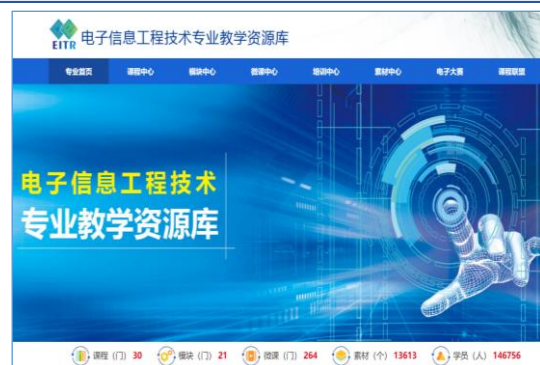 EITR 电子信息工程技术专业教学资源库
专业首页 课程中心 模块中心 微课中心 培训中心 素材中心 电子大赛 课程联盟
电子信息工程技术
专业教学资源库
课程（门） 30 模块（门） 21 微课（门） 264 素材（个） 13613 学员（人） 146756